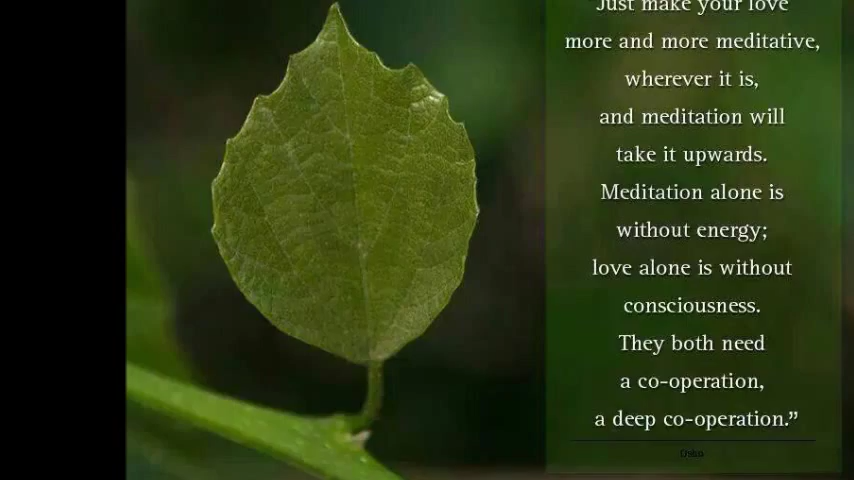 Just make your love
more and more meditative,
wherever it is,
and meditation will
take it upwards.
Meditation alone is
without energy;
love alone is without
consciousness.
They both need
a co-operation,
a deep co-operation.”
Osho